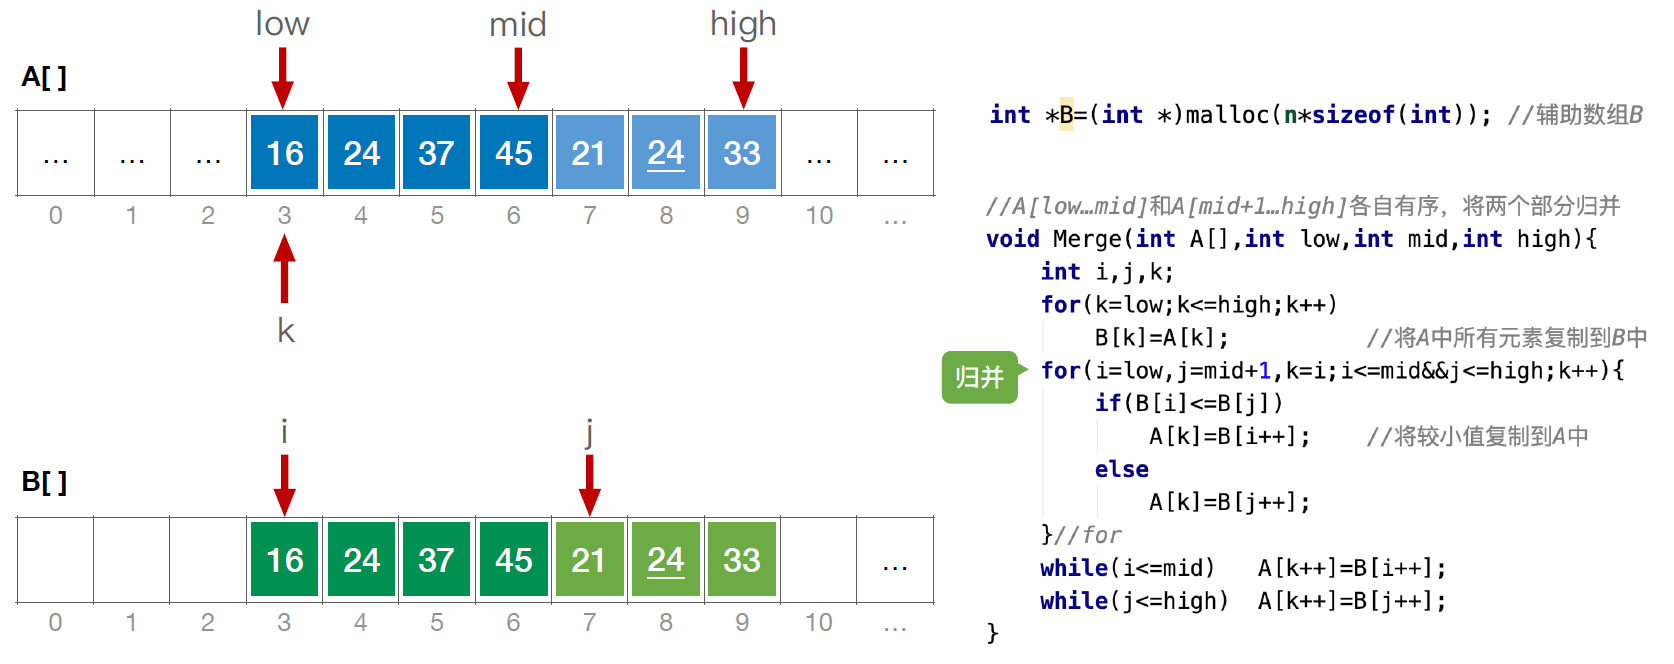 low mid high
A[ ]
… … … 16 24 37 45 21 24 33 … …
0 1 2 3 4 5 6 7 8 9 10 …
k
i j
B[ ]
16 24 37 45 21 24 33 …
0 1 2 3 4 5 6 7 8 9 10 …
int *B=(int *)malloc(n*sizeof(int)); //辅助数组B
//A[low…mid]和A[mid+1…high]各自有序，将两个部分归并
void Merge(int A[],int low,int mid,int high){
int i,j,k;
for(k=low;k<=high;k++)
B[k]=A[k]; //将A中所有元素复制到B中
归并
for(i=low,j=mid+1,k=i;i<=mid&&j<=high;k++){
if(B[i]<=B[j])
A[k]=B[i++]; //将较小值复制到A中
else
A[k]=B[j++];
}//for
while(i<=mid) A[k++]=B[i++];
while(j<=high) A[k++]=B[j++];
}